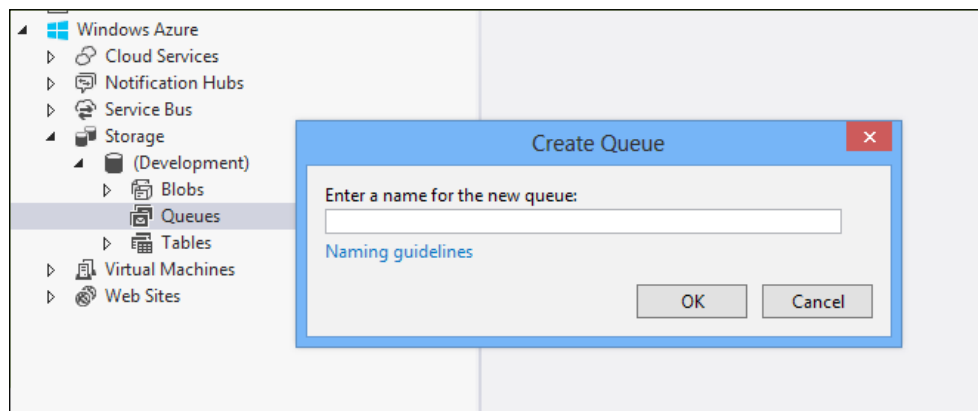 Windows Azure
Cloud Services
Notification Hubs
Service Bus
Storage
(Development)
Blobs
Queues
Tables
Virtual Machines
Web Sites
Create Queue
Enter a name for the new queue:
Naming guidelines
OK
Cancel